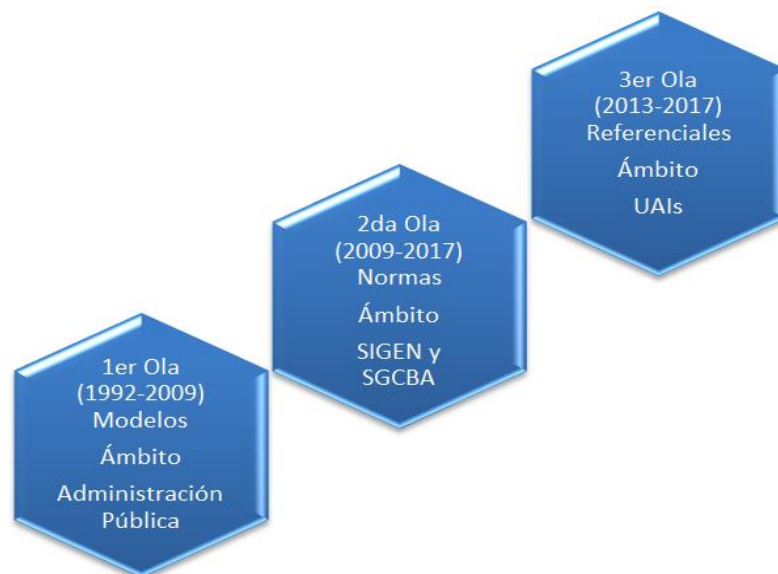 1er Ola
(1992-2009)
Modelos
Ámbito
Administración
Pública
2da Ola
(2009-2017)
Normas
Ámbito
SIGEN y
SGCBA
3er Ola
(2013-2017)
Referenciales
Ámbito
UAIs